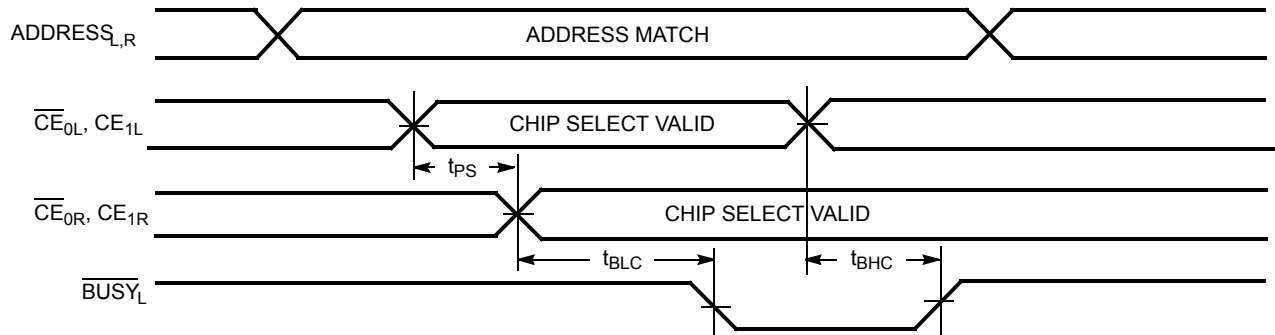 ADDRESSL,R
ADDRESS MATCH
CE0L, CE1L
CHIP SELECT VALID
tPS
CE0R, CE1R
CHIP SELECT VALID
tBLC
tBHC
BUSYL